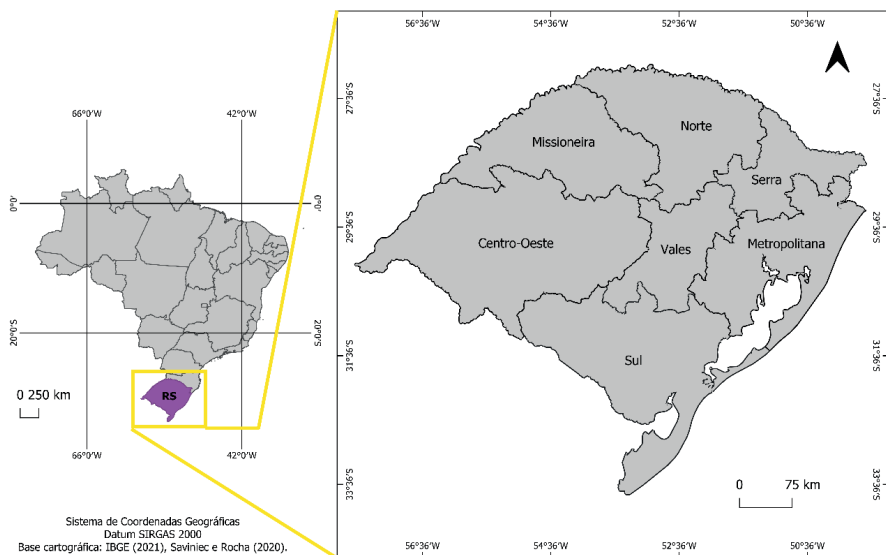 56°36'W 54°36'W 52°36'W 50°36'W
27°36'S 27°36'S
66°0'W 42°0'W
Norte
Missioneira
Serra
0°0' 0°0'
29°36'S 29°36'S
Centro-Oeste Vales Metropolitana
20°0'S 20°0'S
31°36'S 31°36'S
Sul
RS
0 250 km
66°0'W 42°0'W
33°36'S 33°36'S
0 75 km
Sistema de Coordenadas Geográficas
Datum SIRGAS 2000
Base cartográfica: IBGE (2021), Saviniec e Rocha (2020).
56°36'W 54°36'W 52°36'W 50°36'W